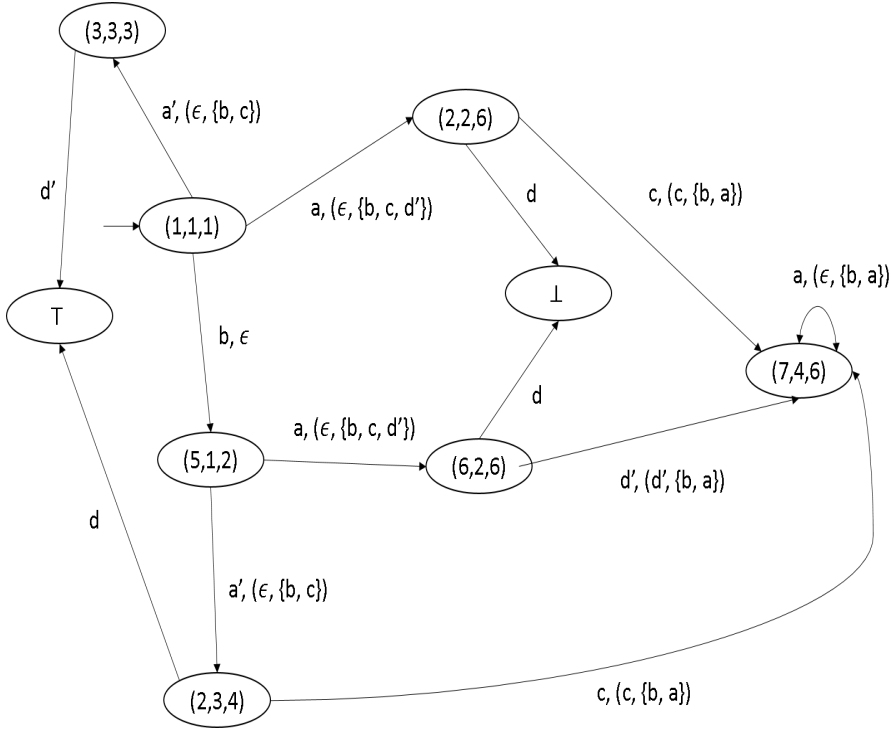 (3,3,3)
a’, (ϵ, {b, c})
(2,2,6)
d’
d
c, (c, {b, a})
(1,1,1)
a, (ϵ, {b, c, d’})
a, (ϵ, {b, a})
⊤
⊥
b, ϵ
(7,4,6)
d
a, (ϵ, {b, c, d’})
(5,1,2)
(6,2,6)
d’, (d’, {b, a})
d
a’, (ϵ, {b, c})
(2,3,4)
c, (c, {b, a})